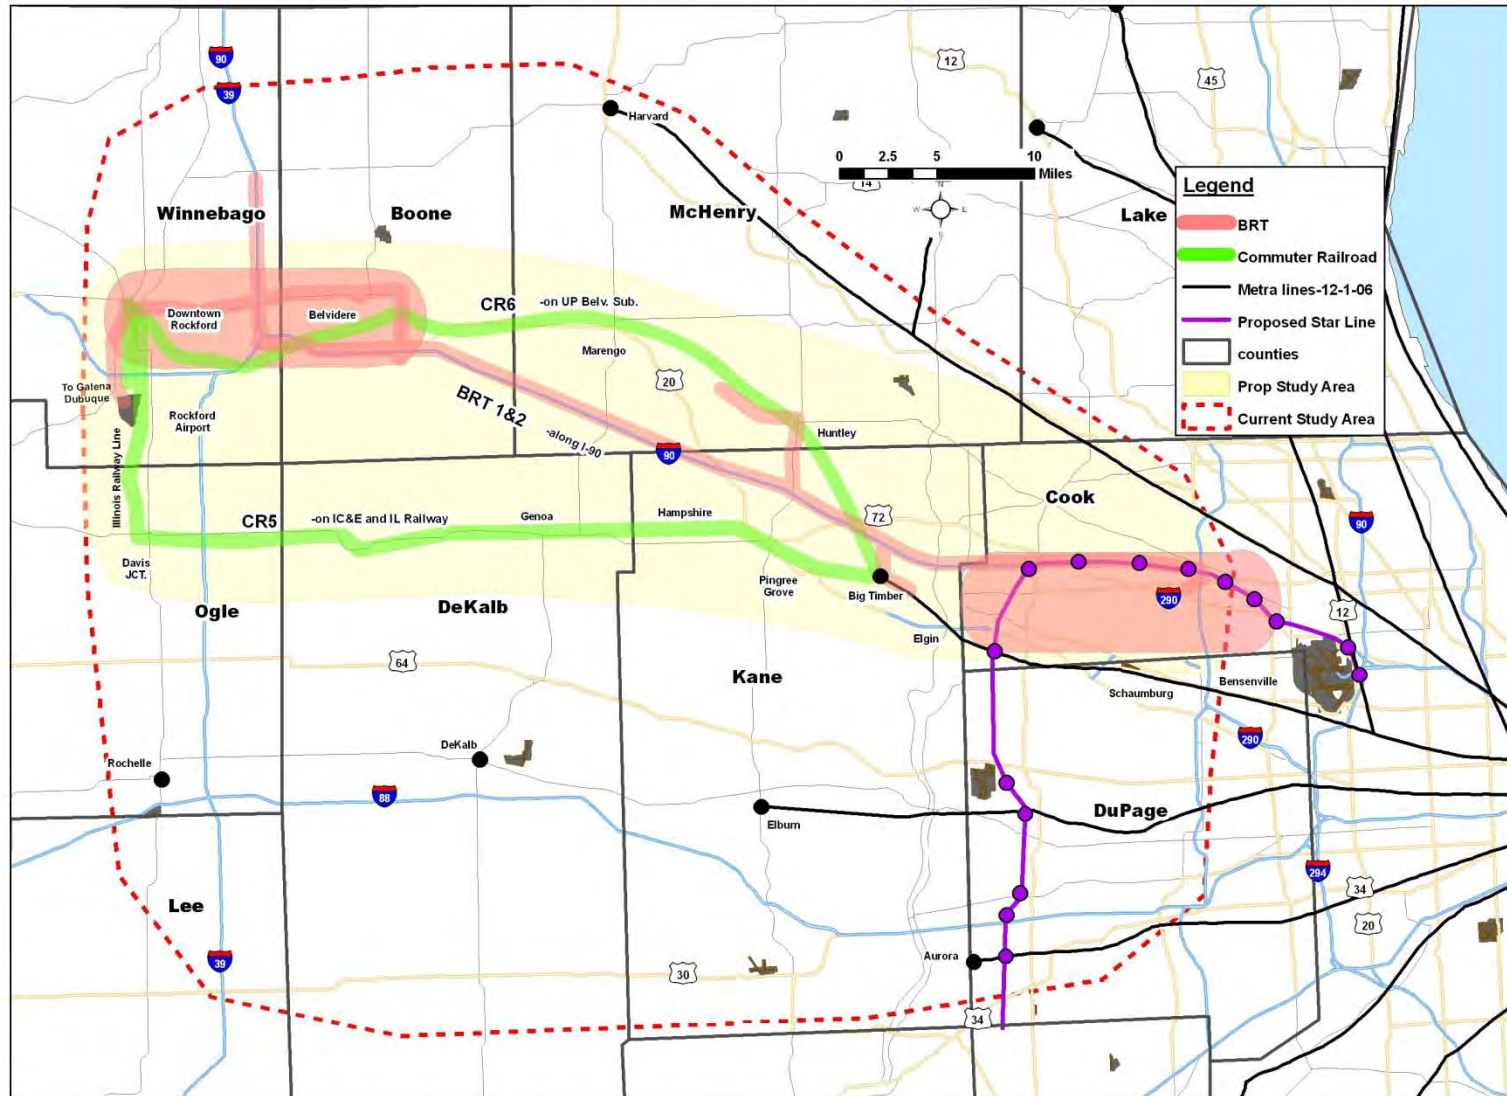 90
39
12
45
Harvard
0 2.5 5 10
Miles
14
N
W E
S
Winnebago
Boone
McHenry
Lake
Legend
BRT
Commuter Railroad
Metra lines-12-1-06
Proposed Star Line
counties
Prop Study Area
Current Study Area
CR6
-on UP Belv. Sub.
Downtown
Rockford
Belvidere
Marengo
20
To Galena
Dubuque
BRT 1&2
-along I-90
Rockford
Airport
Huntley
Illinois Railway Line
90
Cook
72
90
CR5
-on IC&E and IL Railway
Genoa
Hampshire
Davis
JCT.
Pingree
Grove
Big Timber
290
12
Ogle
DeKalb
Elgin
64
Kane
Schaumburg
Bensenville
290
DeKalb
Rochelle
88
Elburn
DuPage
294
34
Lee
20
39
30
Aurora
34